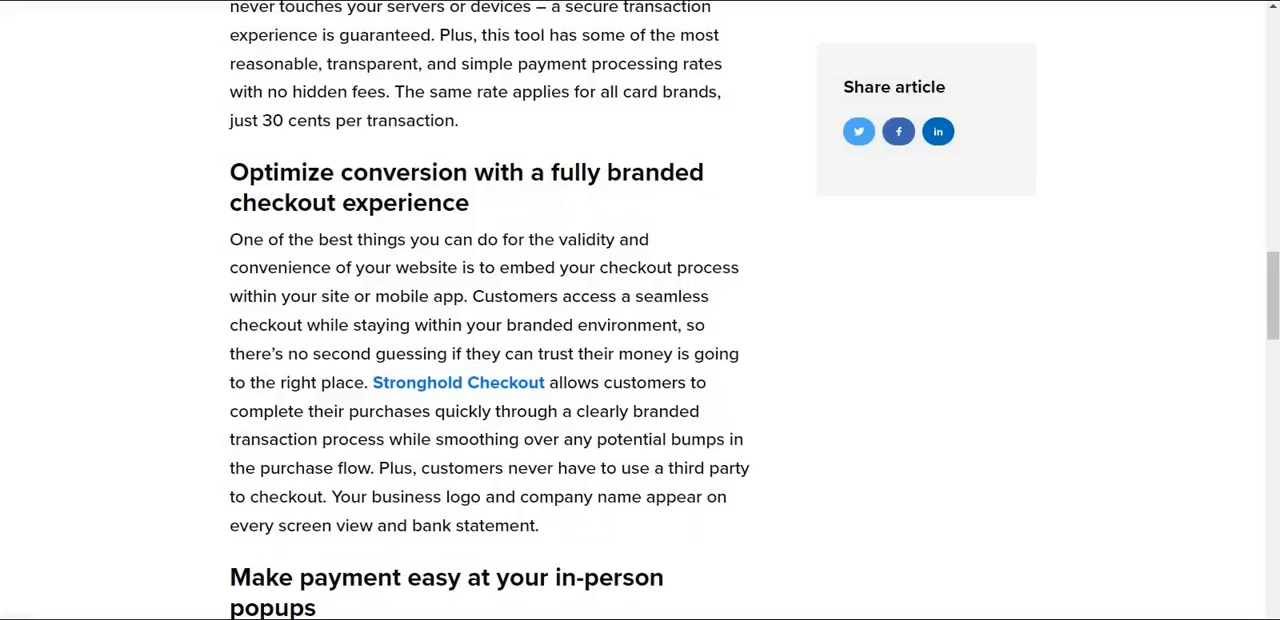 never touches your servers or devices – a secure transaction
experience is guaranteed. Plus, this tool has some of the most
reasonable, transparent, and simple payment processing rates
with no hidden fees. The same rate applies for all card brands,
just 30 cents per transaction.
Optimize conversion with a fully branded
checkout experience
One of the best things you can do for the validity and
convenience of your website is to embed your checkout process
within your site or mobile app. Customers access a seamless
checkout while staying within your branded environment, so
there’s no second guessing if they can trust their money is going
to the right place. Stronghold Checkout allows customers to
complete their purchases quickly through a clearly branded
transaction process while smoothing over any potential bumps in
the purchase flow. Plus, customers never have to use a third party
to checkout. Your business logo and company name appear on
every screen view and bank statement.
Make payment easy at your in-person
popups
Share article
f
in